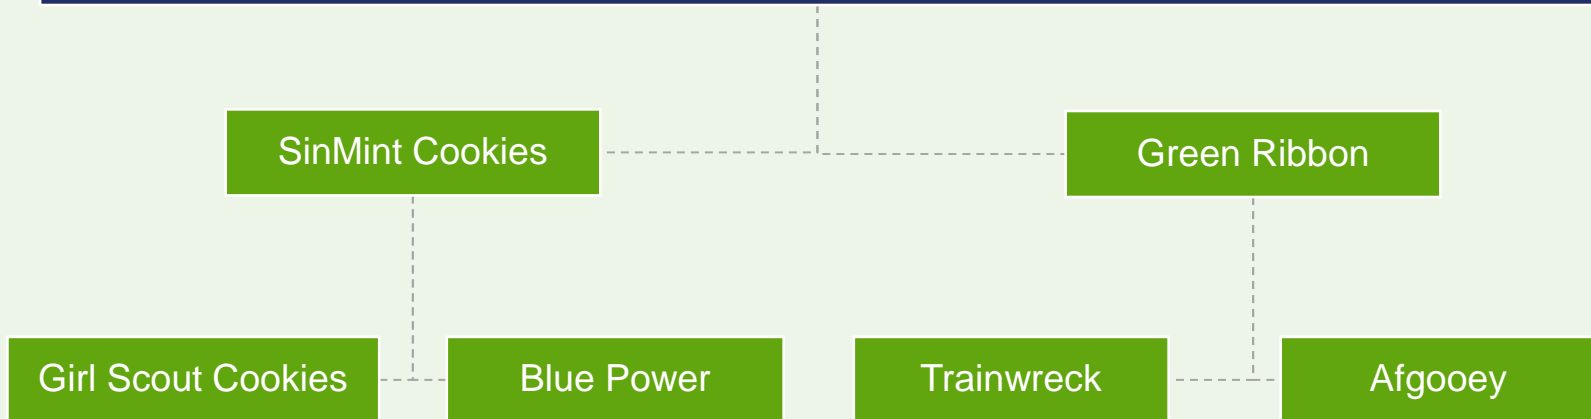 SinMint Cookies
Green Ribbon
Girl Scout Cookies
Blue Power
Trainwreck
Afgooey